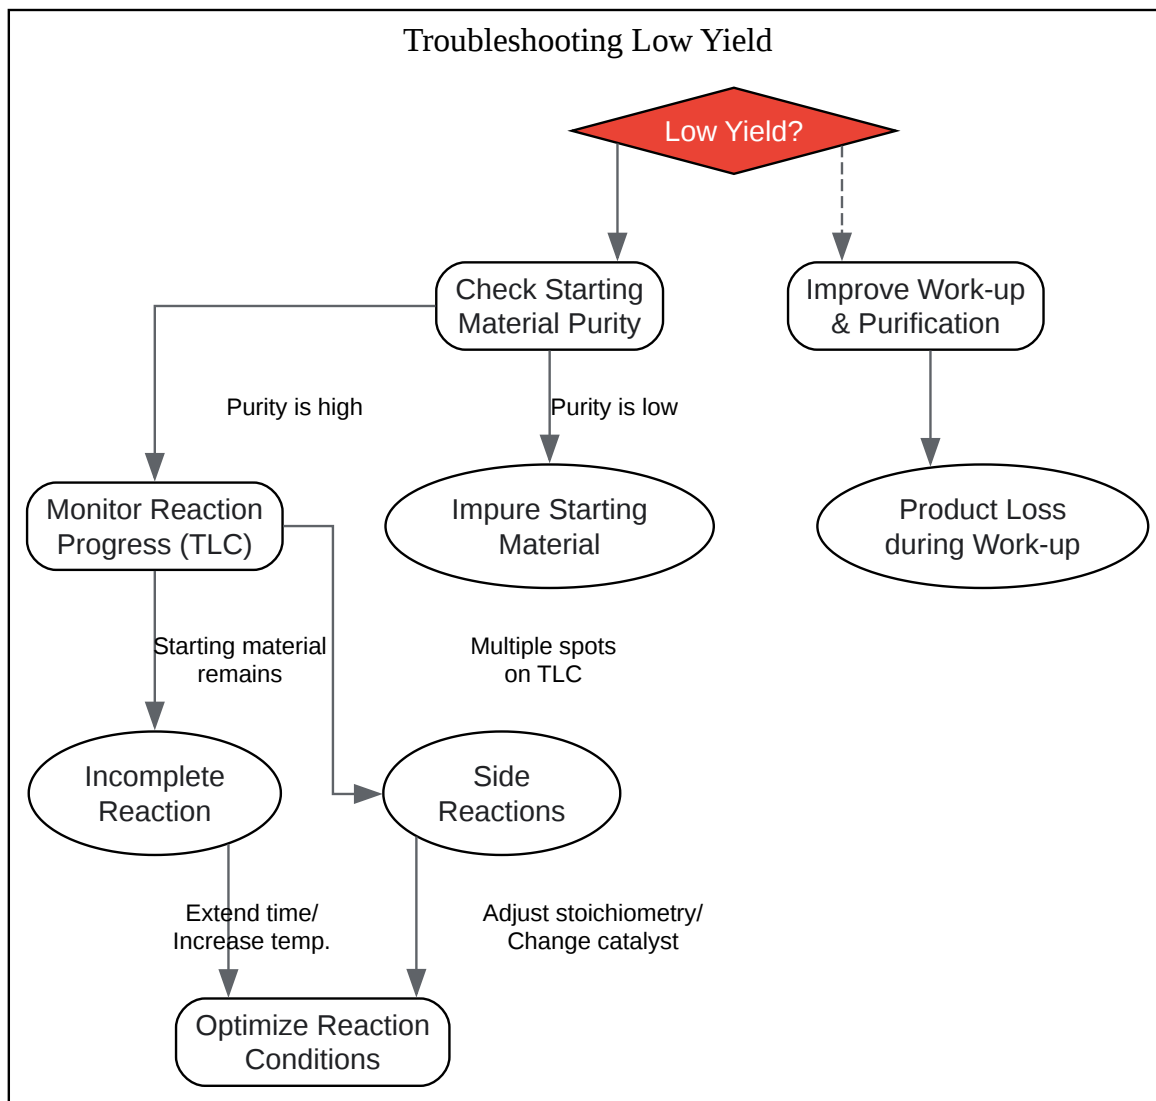 Troubleshooting Low Yield
Low Yield?
Check Starting
Material Purity
Improve Work-up
& Purification
Purity is high
Purity is low
Monitor Reaction
Progress (TLC)
Impure Starting
Material
Product Loss
during Work-up
Starting material
remains
Multiple spots
on TLC
Incomplete
Reaction
Side
Reactions
Extend time/
Increase temp.
Adjust stoichiometry/
Change catalyst
Optimize Reaction
Conditions